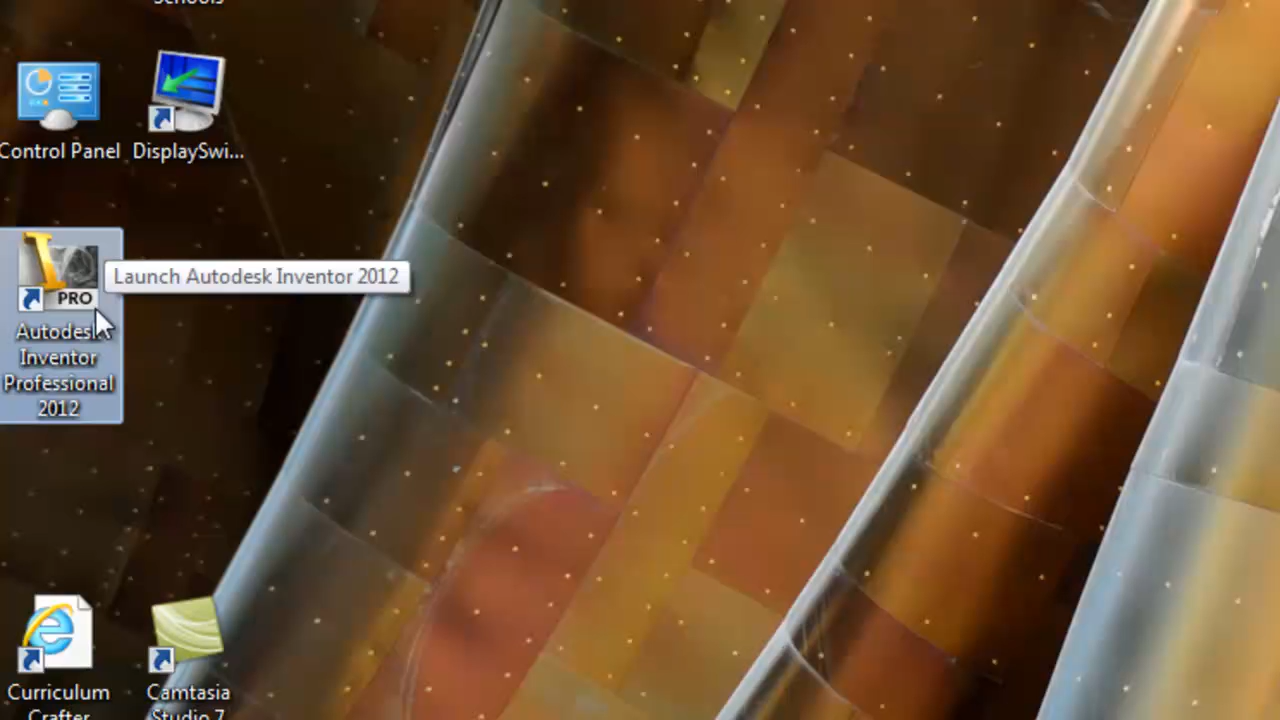 Schools
Control Panel
DisplaySwi...
Launch Autodesk Inventor 2012
PRO
Autodesk
Inventor
Professional
2012
Curriculum
Crafter
Camtasia
Studio 7